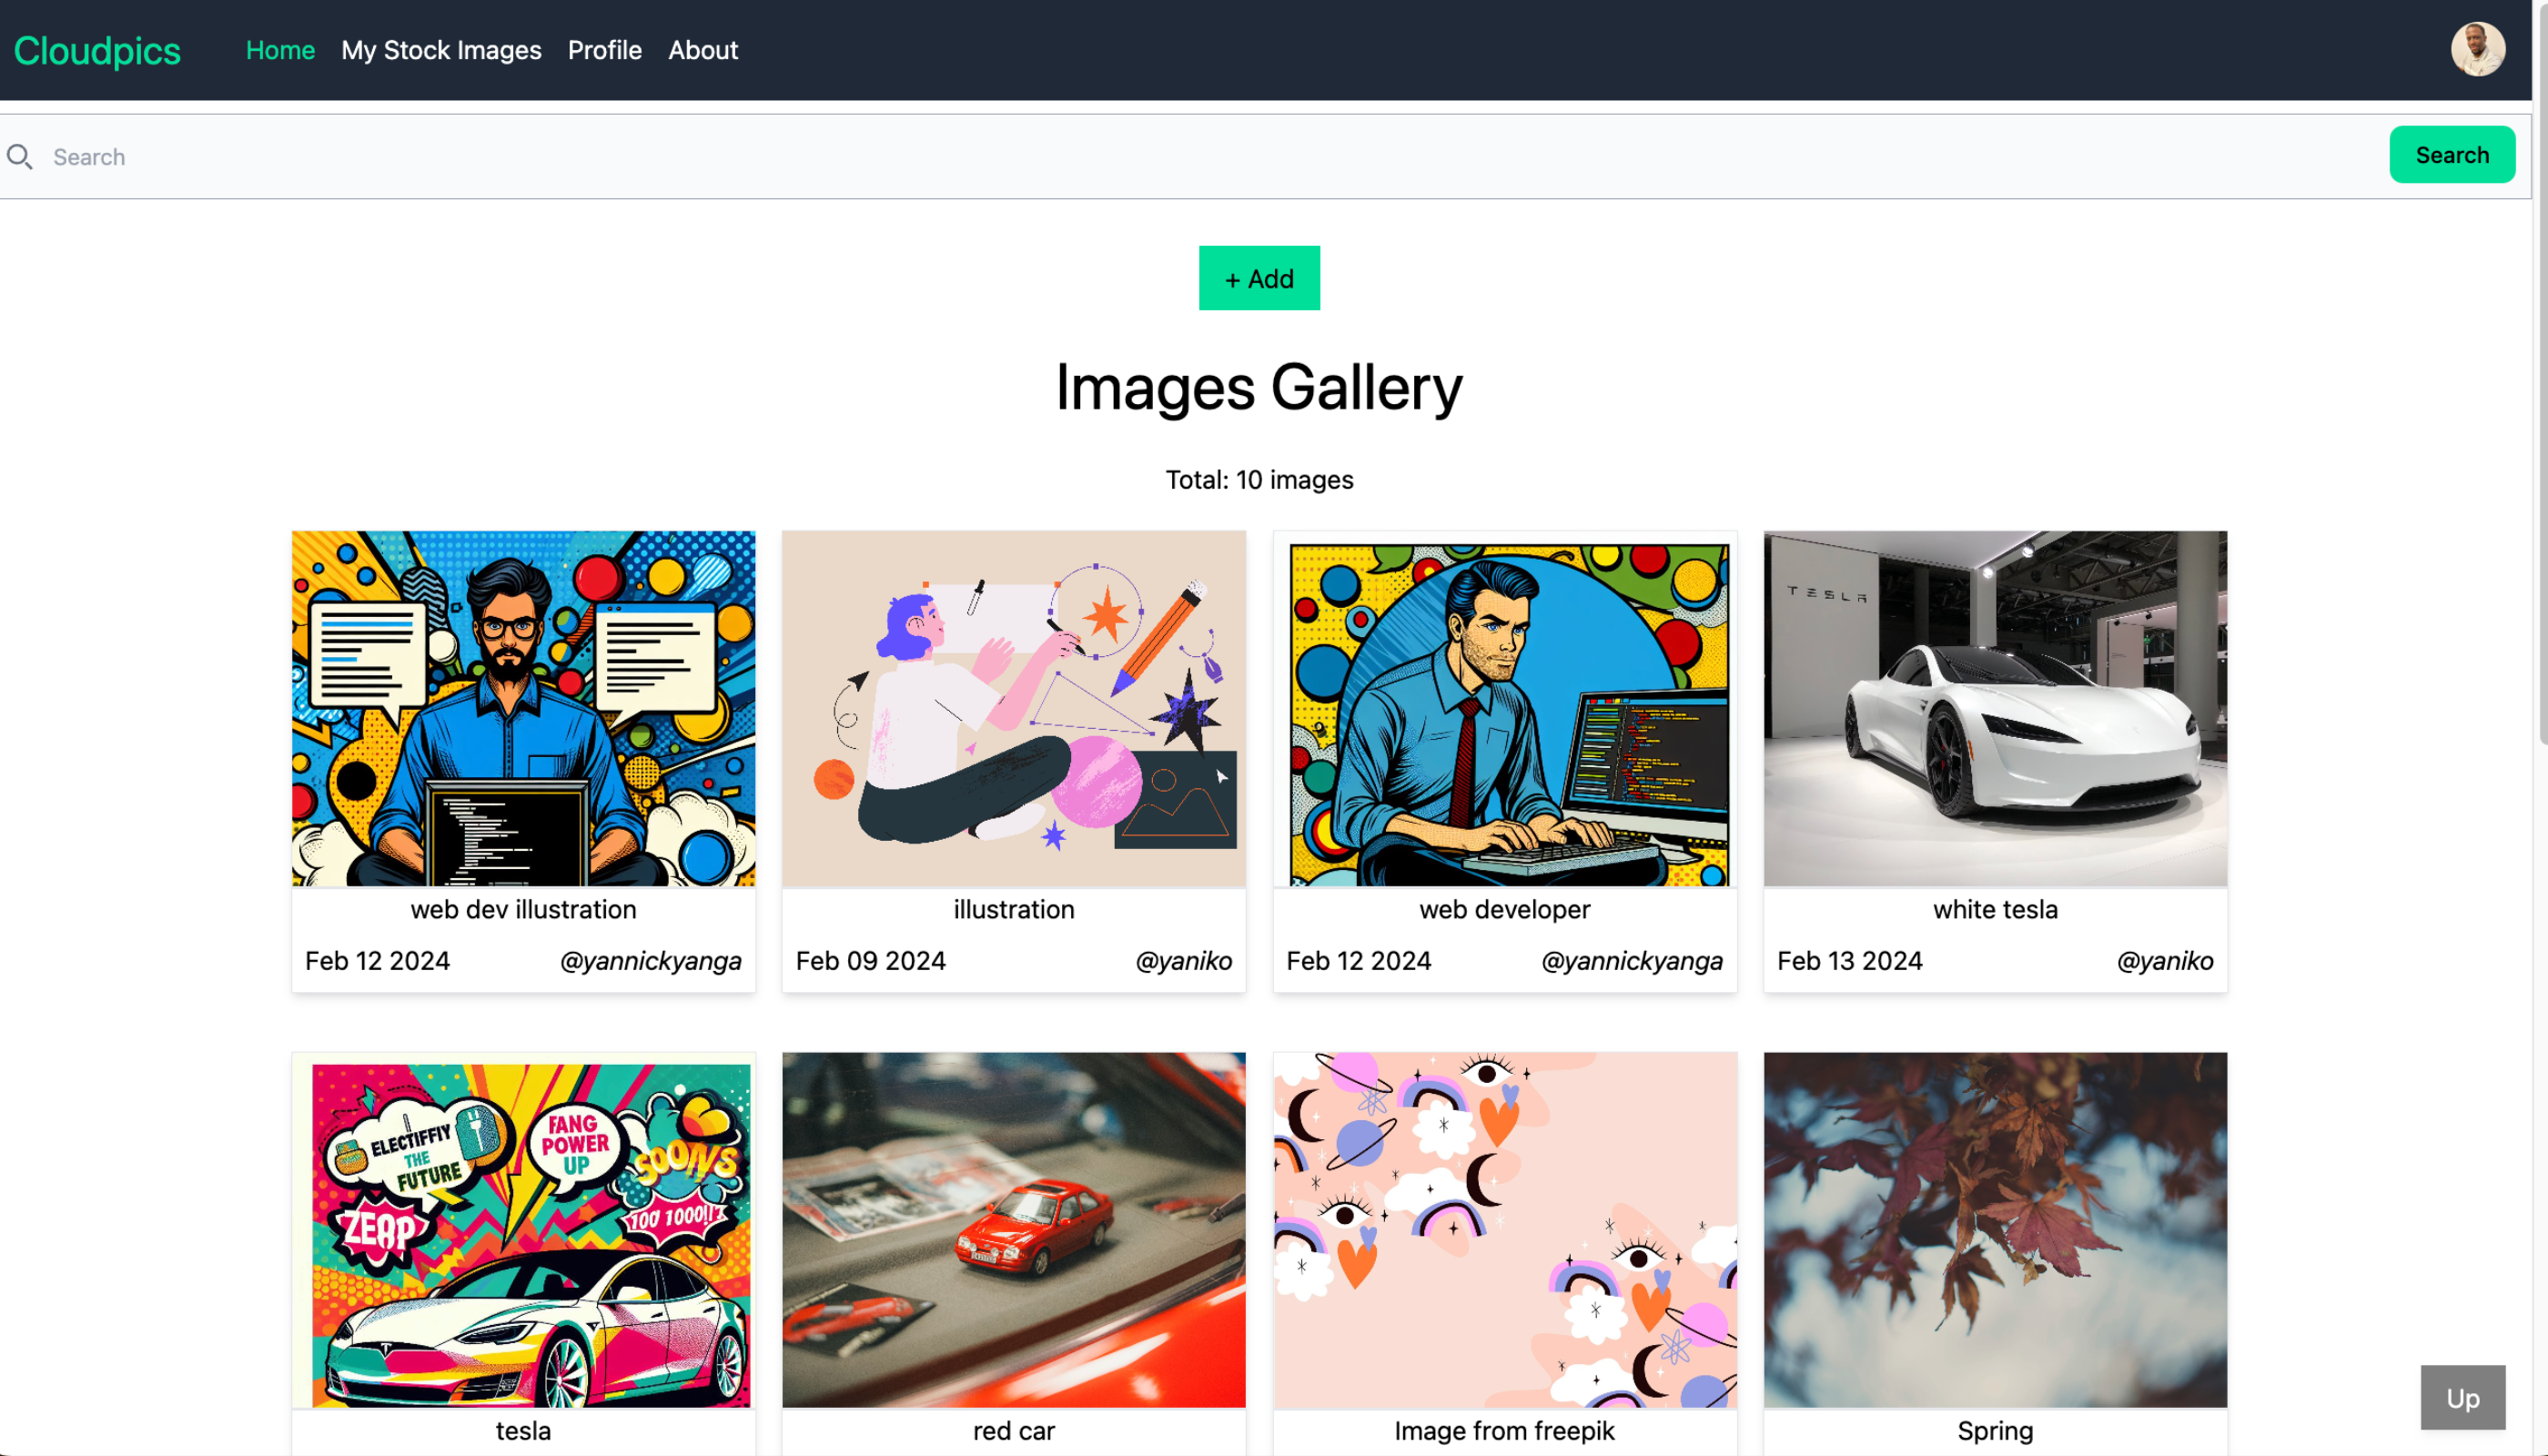 Cloudpics Home My Stock Images Profile About
Search Search
+ Add
Images Gallery
Total: 10 images
TESLA
web dev illustration
Feb 12 2024 @yannickyanga
illustration
Feb 09 2024 @yaniko
web developer
Feb 12 2024 @yannickyanga
white tesla
Feb 13 2024 @yaniko
ELECTIFFIY
THE
FUTURE
FANG
POWER
UP
SOONS
ZEAP
100 1000!!
tesla
red car
Image from freepik
Spring
Up